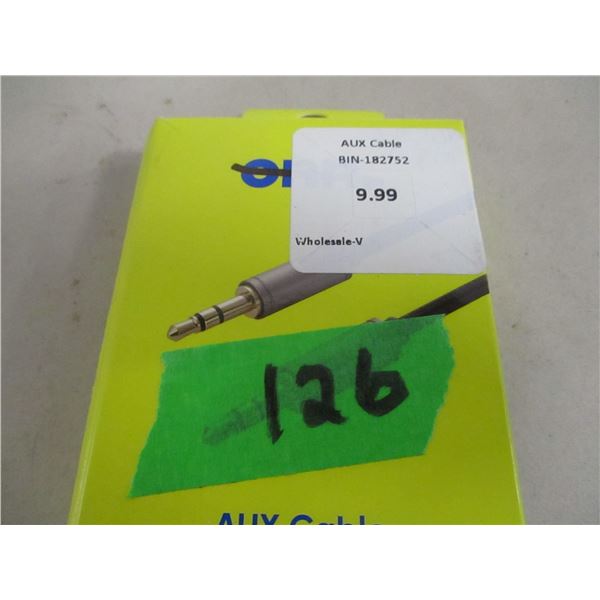 AUX Cable
BIN-182752
9.99
Wholesale-V
126
AUX Cable